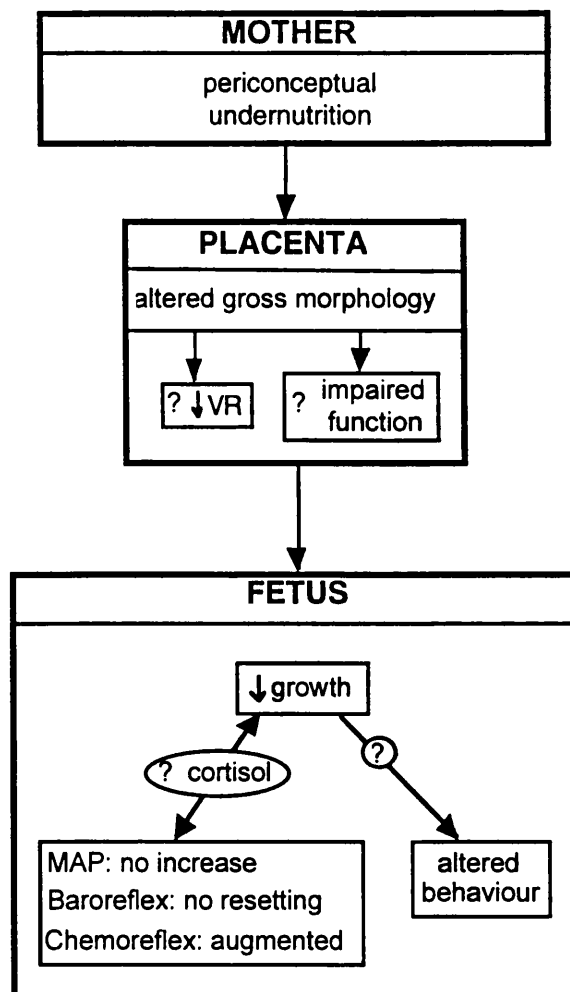 MOTHER
periconceptual
undernutrition
PLACENTA
altered gross morphology
? ↓ VR
? impaired
function
FETUS
↓ growth
? cortisol
?
MAP: no increase
Baroreflex: no resetting
Chemoreflex: augmented
altered
behaviour